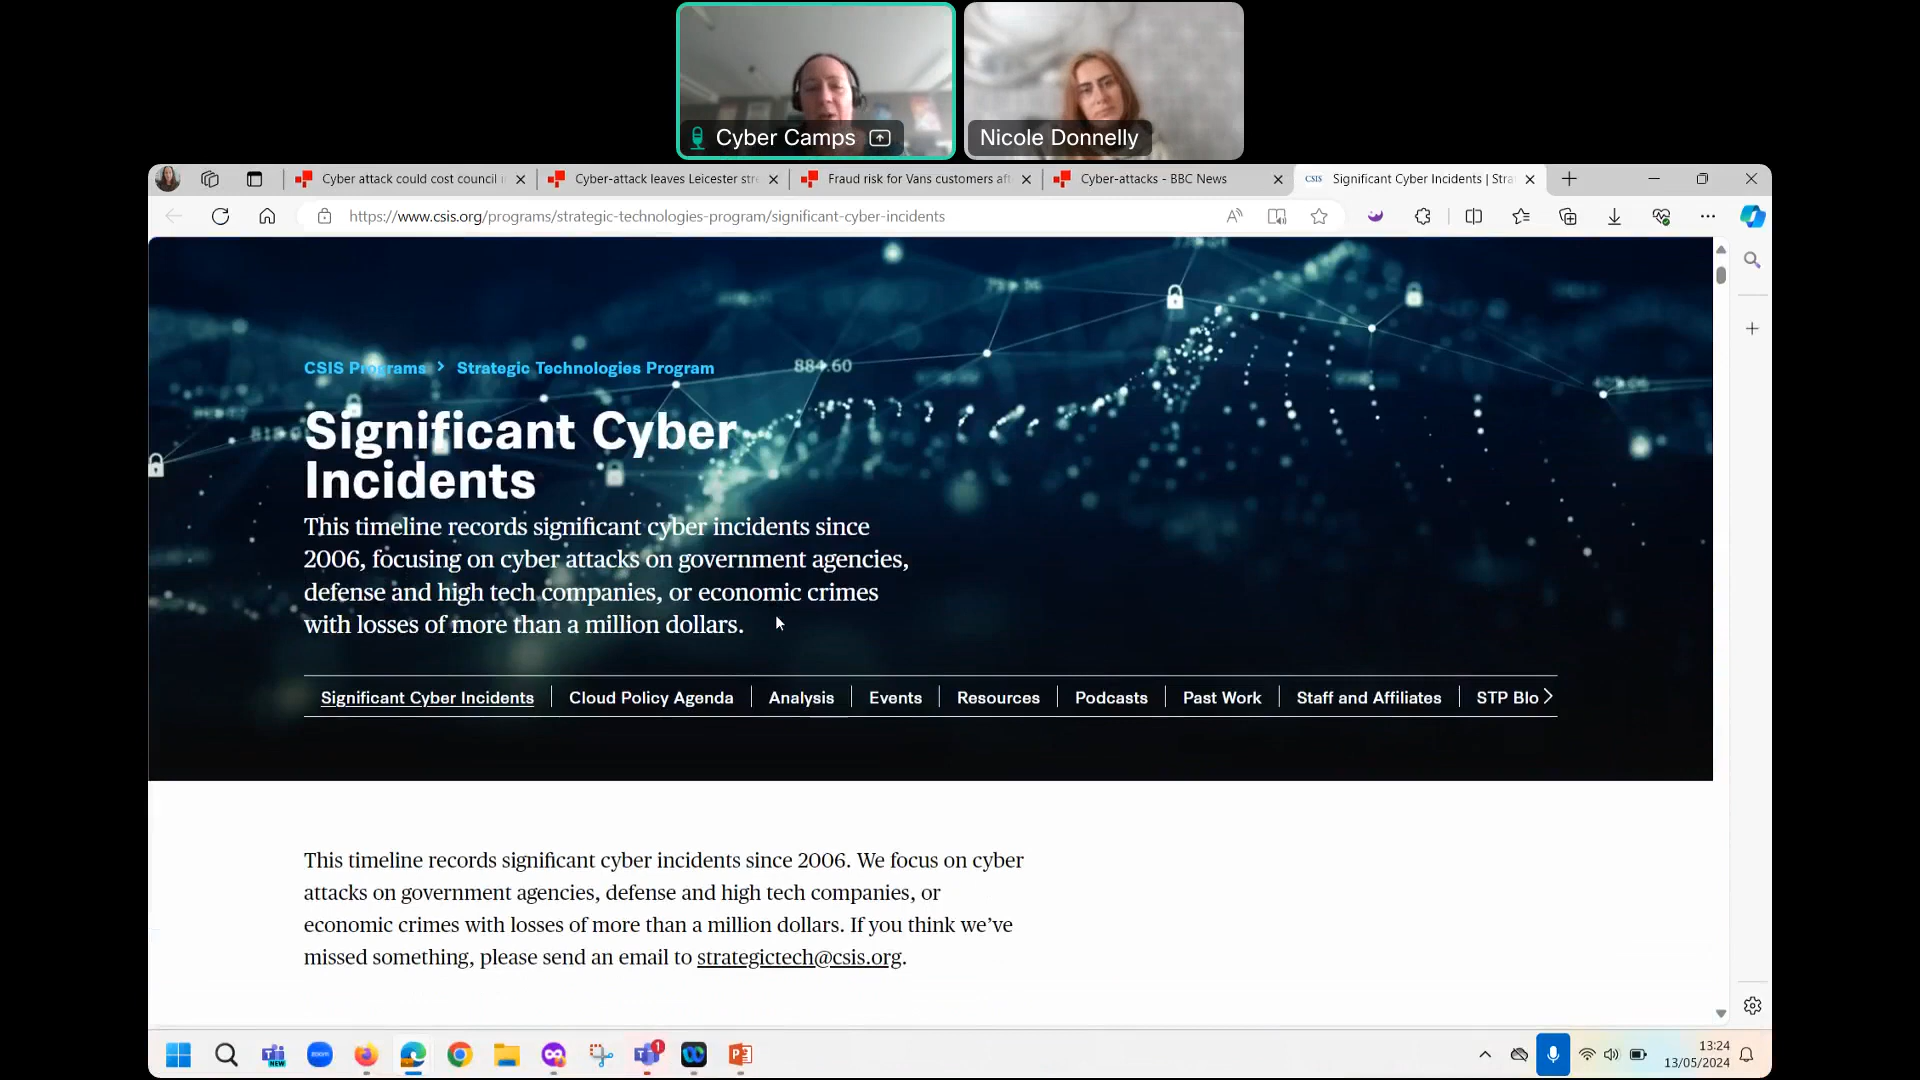 Cyber Camps
Nicole Donnelly
Cyber attack could cost council
Cyber-attack leaves Leicester str
Fraud risk for Vans customers aft
Cyber-attacks - BBC News
CSIS
Significant Cyber Incidents | Stra
https://www.csis.org/programs/strategic-technologies-program/significant-cyber-incidents
884.60
CSIS Programs > Strategic Technologies Program
Significant Cyber
Incidents
This timeline records significant cyber incidents since
2006, focusing on cyber attacks on government agencies,
defense and high tech companies, or economic crimes
with losses of more than a million dollars.
Significant Cyber Incidents
Cloud Policy Agenda
Analysis
Events
Resources
Podcasts
Past Work
Staff and Affiliates
STP Blo
This timeline records significant cyber incidents since 2006. We focus on cyber
attacks on government agencies, defense and high tech companies, or
economic crimes with losses of more than a million dollars. If you think we’ve
missed something, please send an email to strategictech@csis.org.
NEW
zoom
1
13:24
13/05/2024